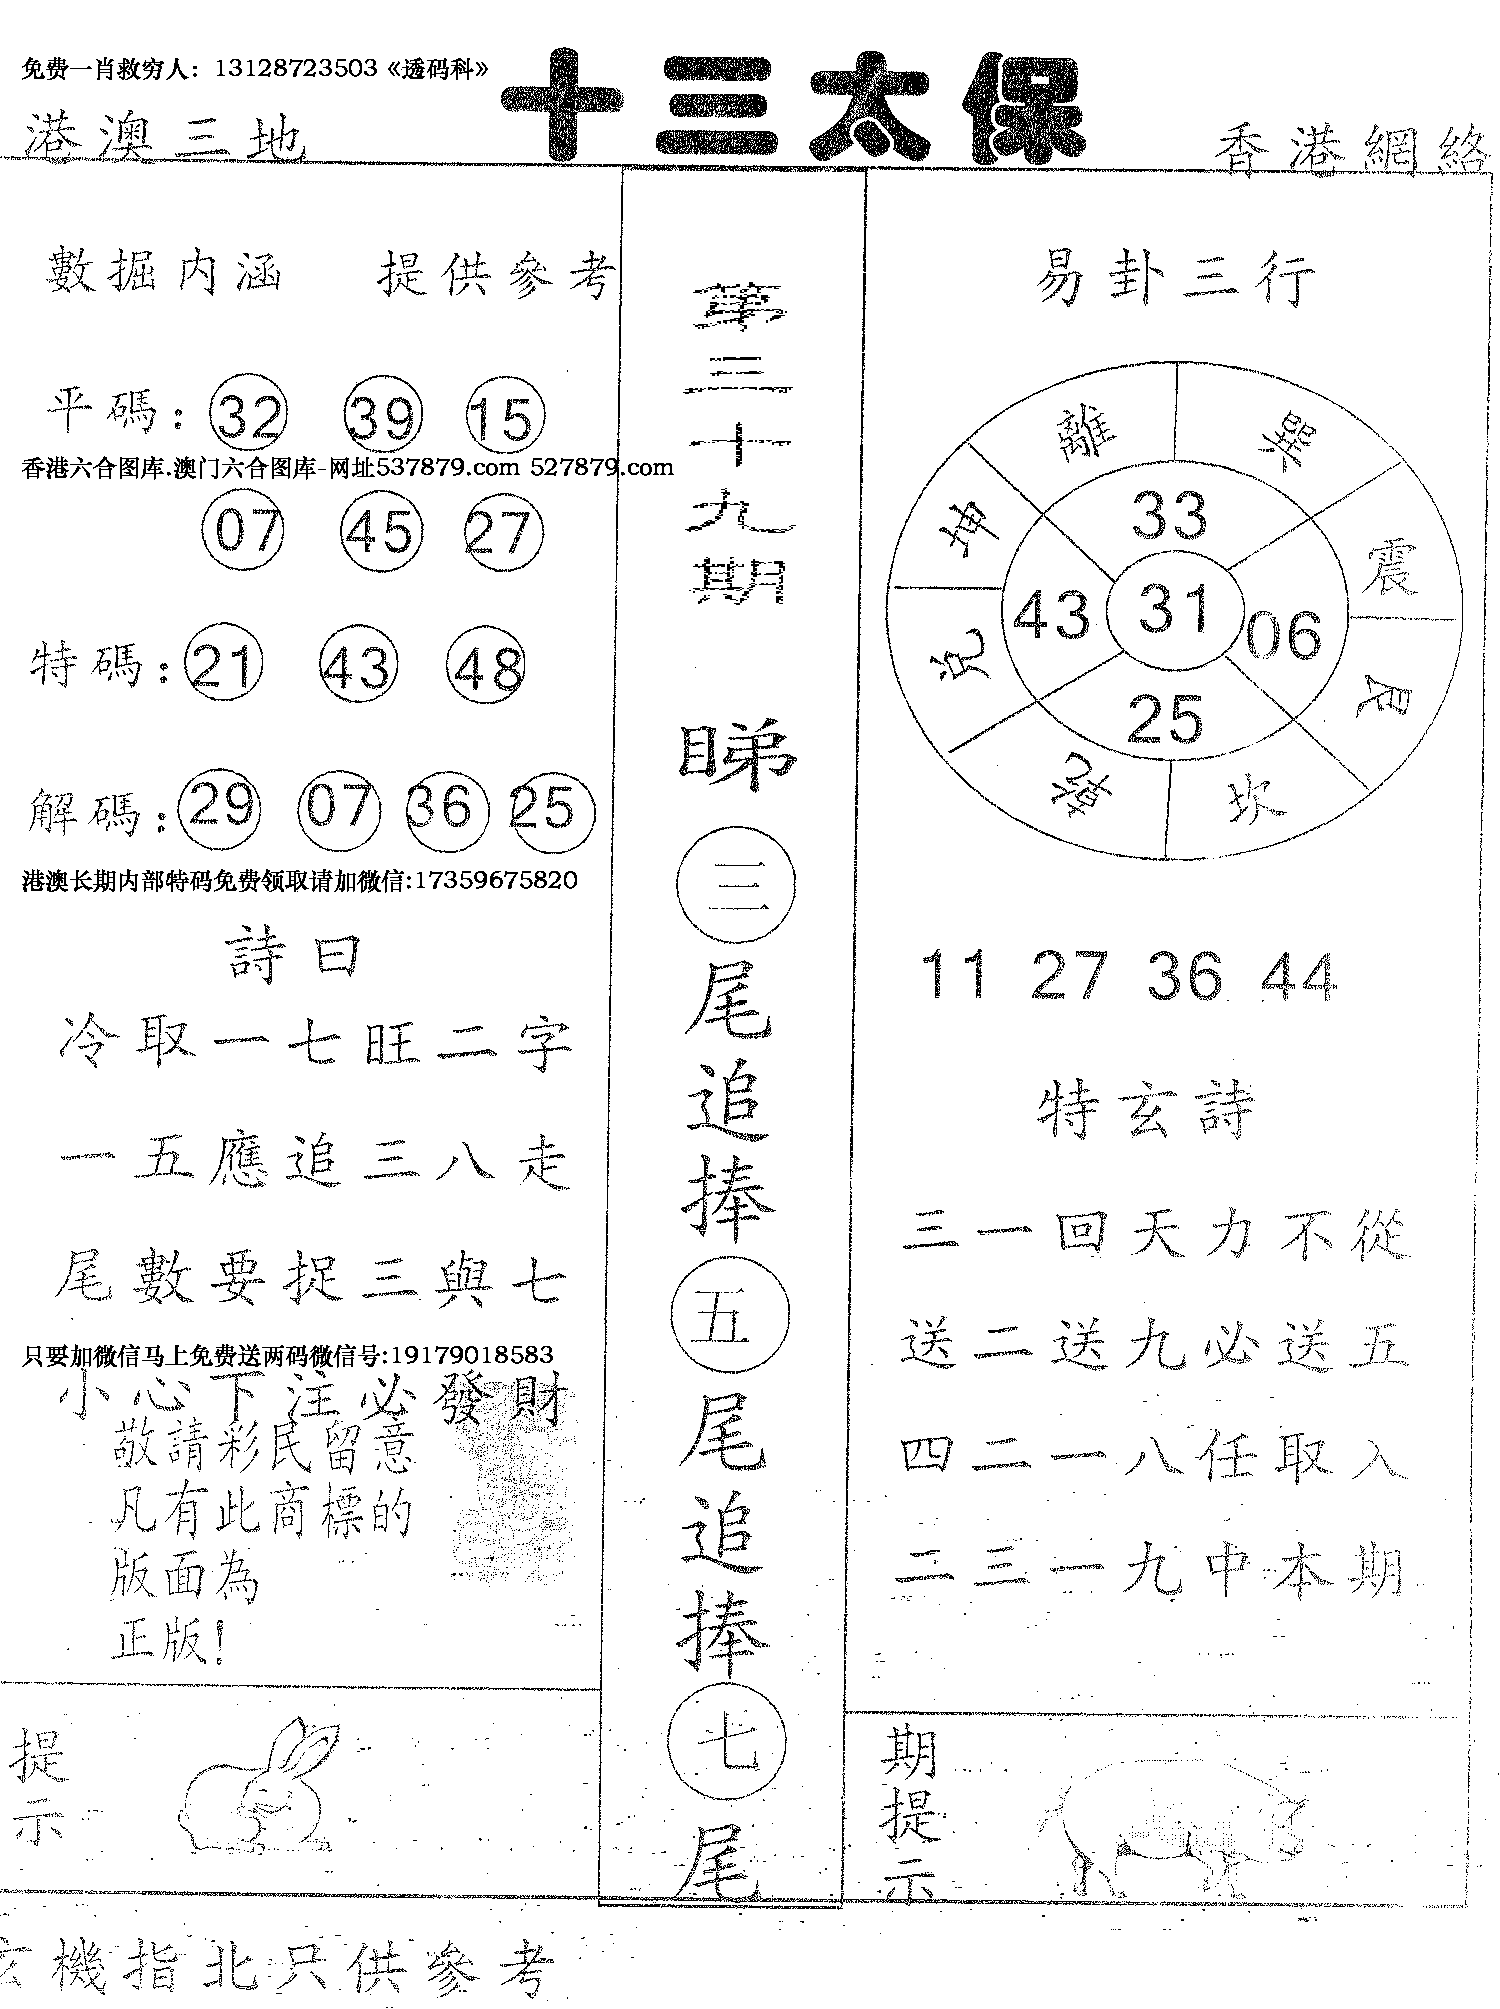 免费一肖救穷人：13128723503《透码科》
十三太保
港澳三地
香港網絡
數掘内涵 提供參考
平碼：32 39 15
香港六合图库.澳门六合图库-网址537879.com 527879.com
07 45 27
特碼：21 43 48
解碼：29 07 36 25
港澳长期内部特码免费领取请加微信:17359675820
詩曰
冷取一七旺二字
一五應追三八走
尾數要捉三與七
只要加微信马上免费送两码微信号:19179018583
小心下注必發財
敬請彩民留意
凡有此商標的
版面為
正版！
提示
第三十九期
睇三尾追捧五尾追捧七尾
易卦三行
離 巽
坤 震
兌 艮
乾 坎
33
43 31 06
25
11 27 36 44
特玄詩
三一回天力不從
送二送九必送五
四二一八任取入
二三一九中本期
期提示
玄機指北只供參考